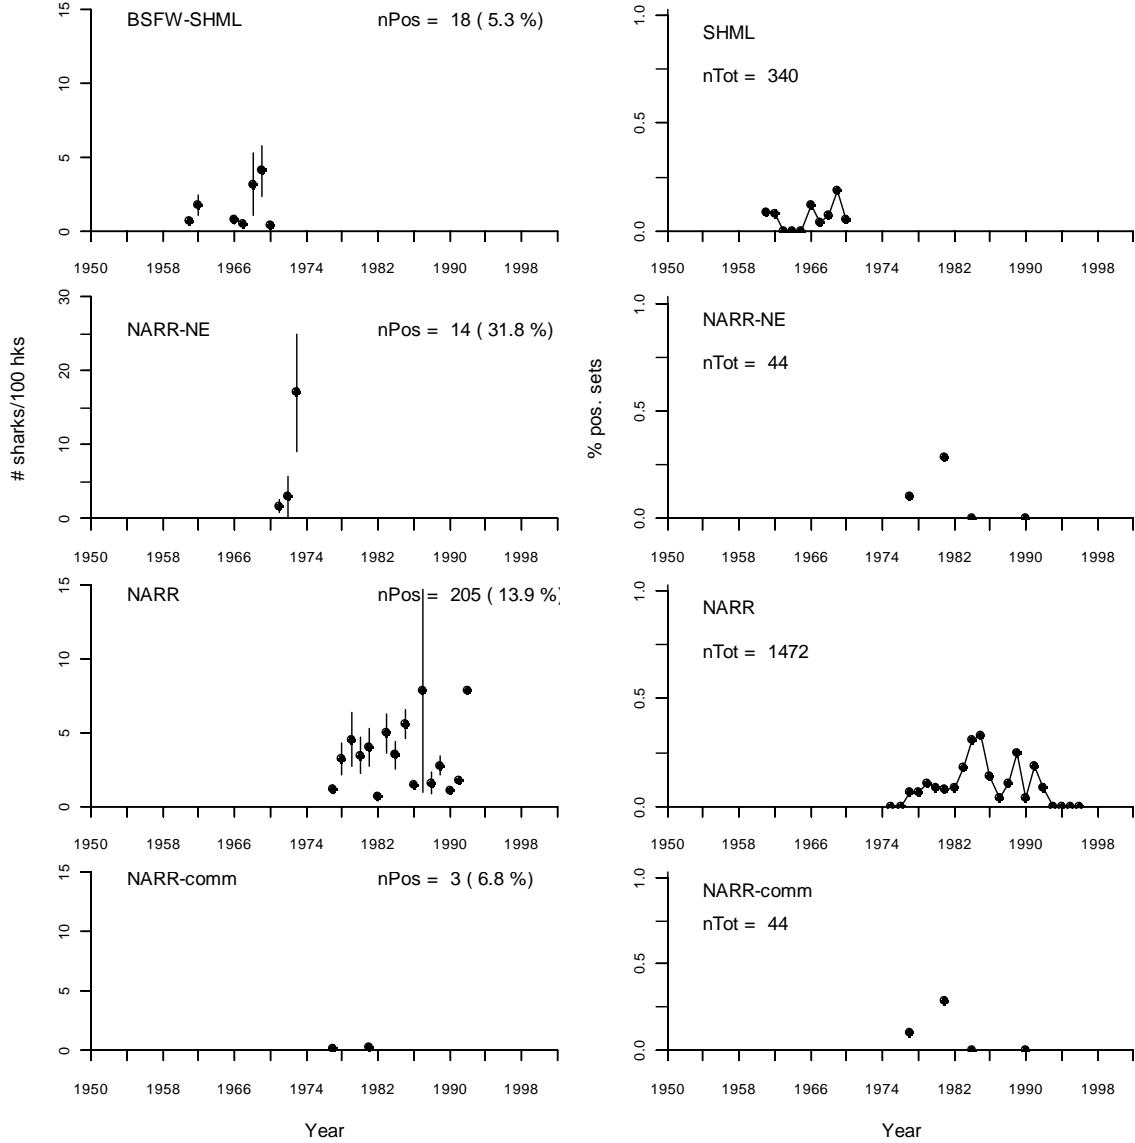 BSFW-SHML nPos = 18 ( 5.3 %)
15
10
5
0
1950 1958 1966 1974 1982 1990 1998
SHML
nTot = 340
1.0
0.5
0.0
1950 1958 1966 1974 1982 1990 1998
NARR-NE nPos = 14 ( 31.8 %)
30
20
10
0
1950 1958 1966 1974 1982 1990 1998
NARR-NE
nTot = 44
1.0
0.5
0.0
1950 1958 1966 1974 1982 1990 1998
# sharks/100 hks
% pos. sets
NARR nPos = 205 ( 13.9 %)
15
10
5
0
1950 1958 1966 1974 1982 1990 1998
NARR
nTot = 1472
1.0
0.5
0.0
1950 1958 1966 1974 1982 1990 1998
NARR-comm nPos = 3 ( 6.8 %)
15
10
5
0
1950 1958 1966 1974 1982 1990 1998
Year
NARR-comm
nTot = 44
1.0
0.5
0.0
1950 1958 1966 1974 1982 1990 1998
Year